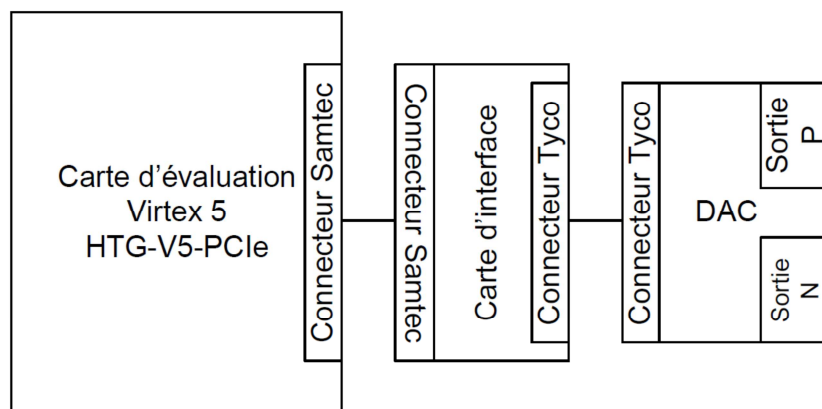 Carte d'évaluation
Virtex 5
HTG-V5-PCIe
Connecteur Samtec
Connecteur Samtec
Carte d'interface
Connecteur Tyco
Connecteur Tyco
DAC
Sortie
P
Sortie
N